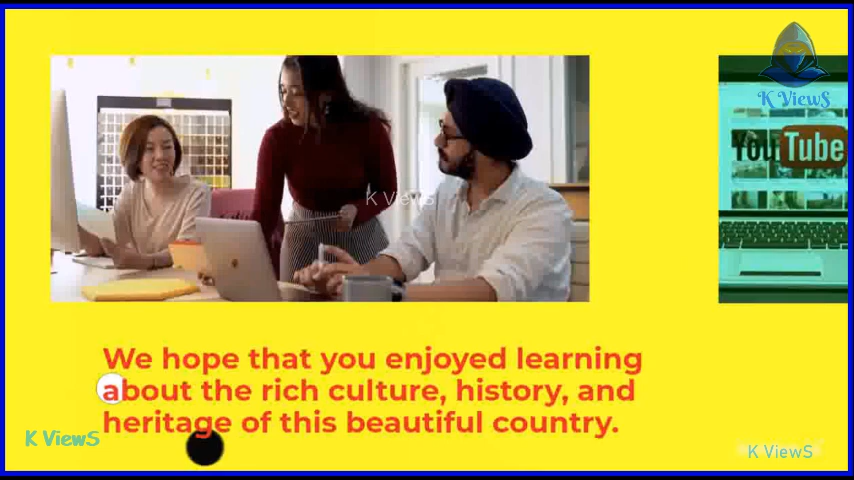 K ViewS
YouTube
K ViewS
We hope that you enjoyed learning
about the rich culture, history, and
heritage of this beautiful country.
K ViewS
K ViewS